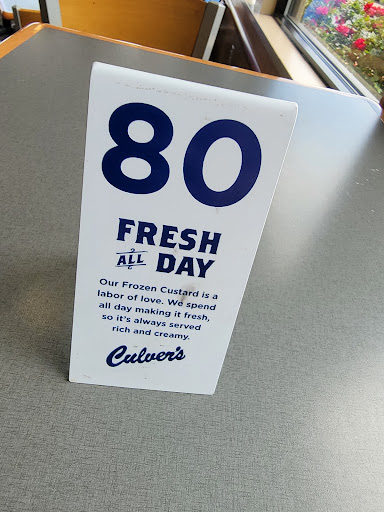 80
FRESH
ALL DAY
Our Frozen Custard is a
labor of love. We spend
all day making it fresh,
so it's always served
rich and creamy.
Culver's